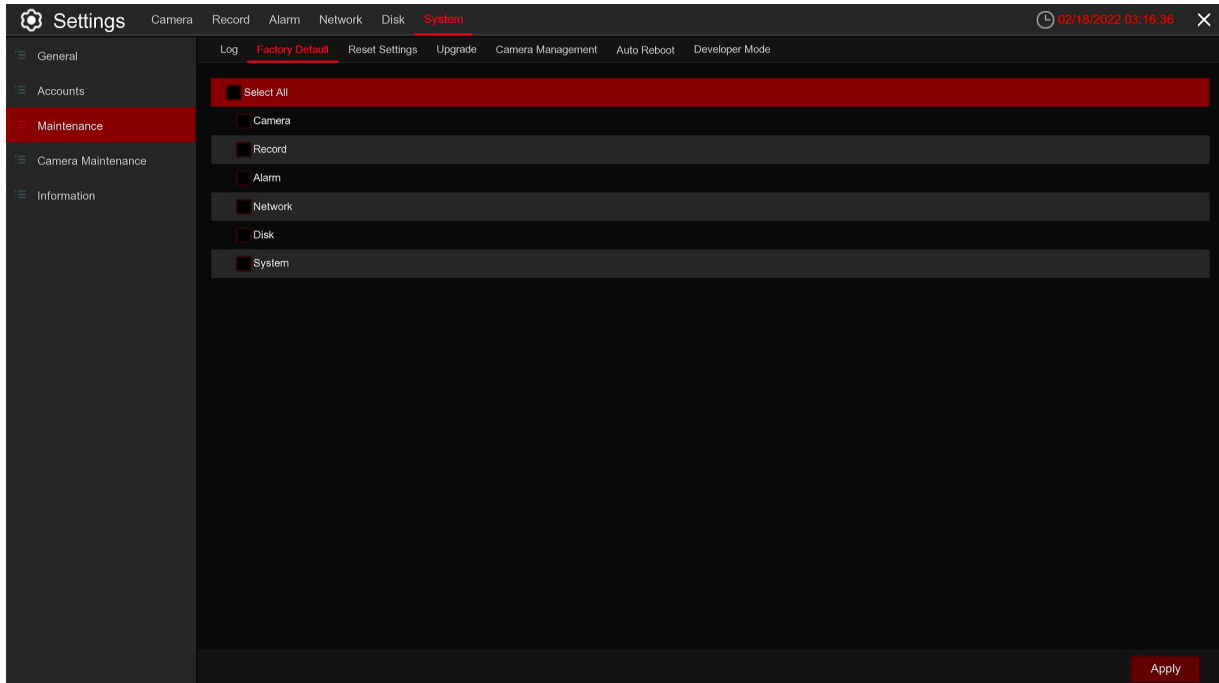 Settings Camera Record Alarm Network Disk System 02/18/2022 03:16:36
Log Factory Default Reset Settings Upgrade Camera Management Auto Reboot Developer Mode
General
Accounts
Maintenance
Camera Maintenance
Information
Select All
Camera
Record
Alarm
Network
Disk
System
Apply